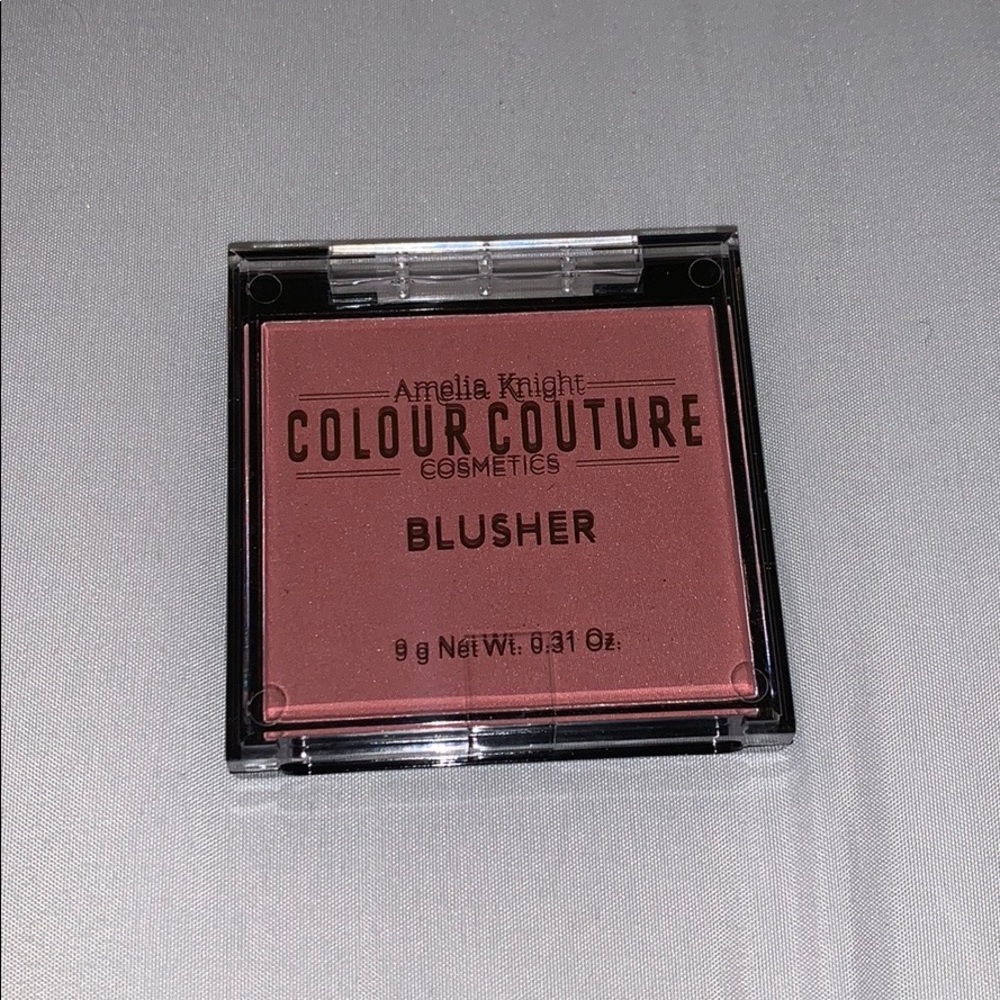 Amelia Knight
COLOUR COUTURE
COSMETICS
BLUSHER
9 g Net Wt. 0.31 Oz.